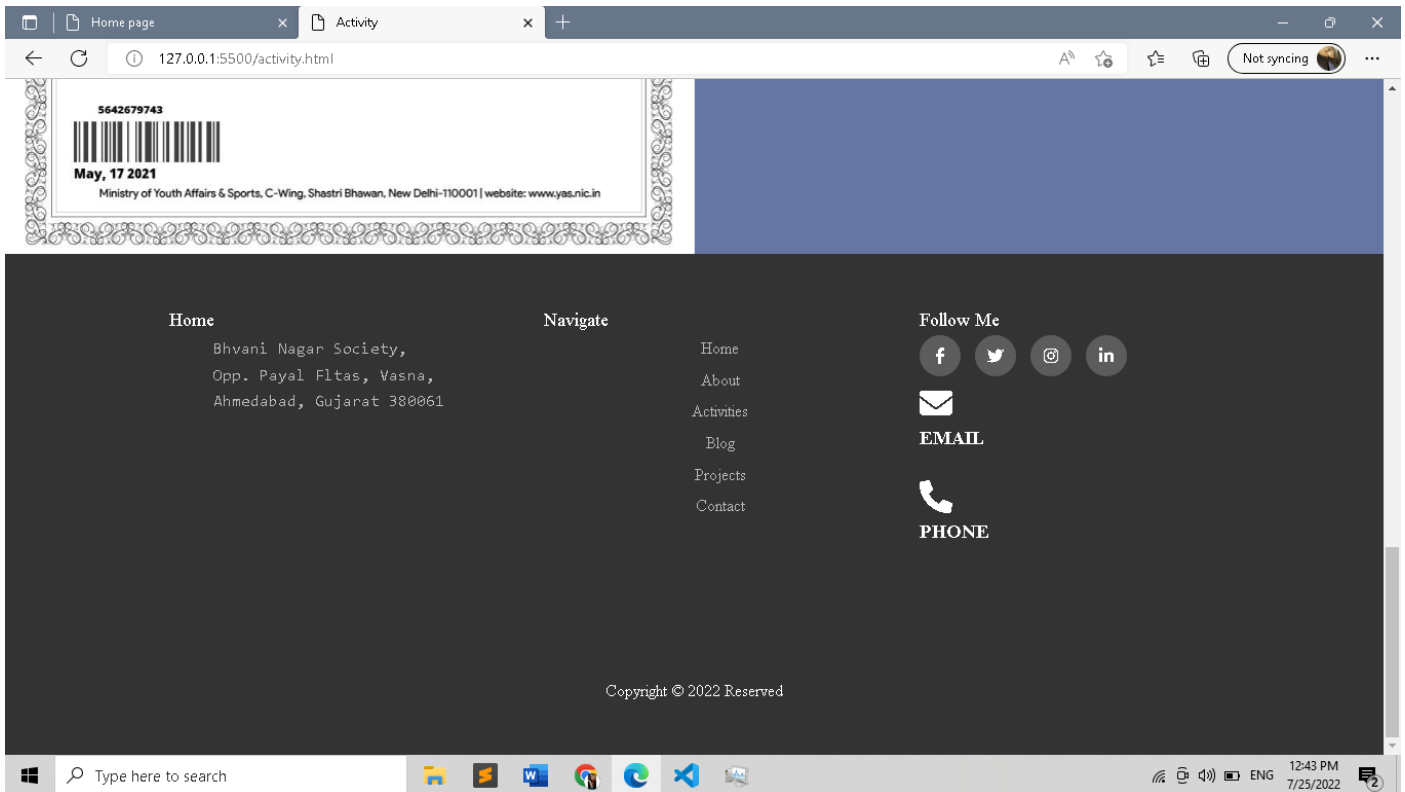 Home page
Activity
127.0.0.1:5500/activity.html
Not syncing
5642679743
May, 17 2021
Ministry of Youth Affairs & Sports, C-Wing, Shastri Bhawan, New Delhi-110001 | website: www.yas.nic.in
Home
Bhvani Nagar Society,
Opp. Payal Fltas, Vasna,
Ahmedabad, Gujarat 380061
Navigate
Home
About
Activities
Blog
Projects
Contact
Follow Me
EMAIL
PHONE
Copyright © 2022 Reserved
Type here to search
ENG
12:43 PM
7/25/2022
2